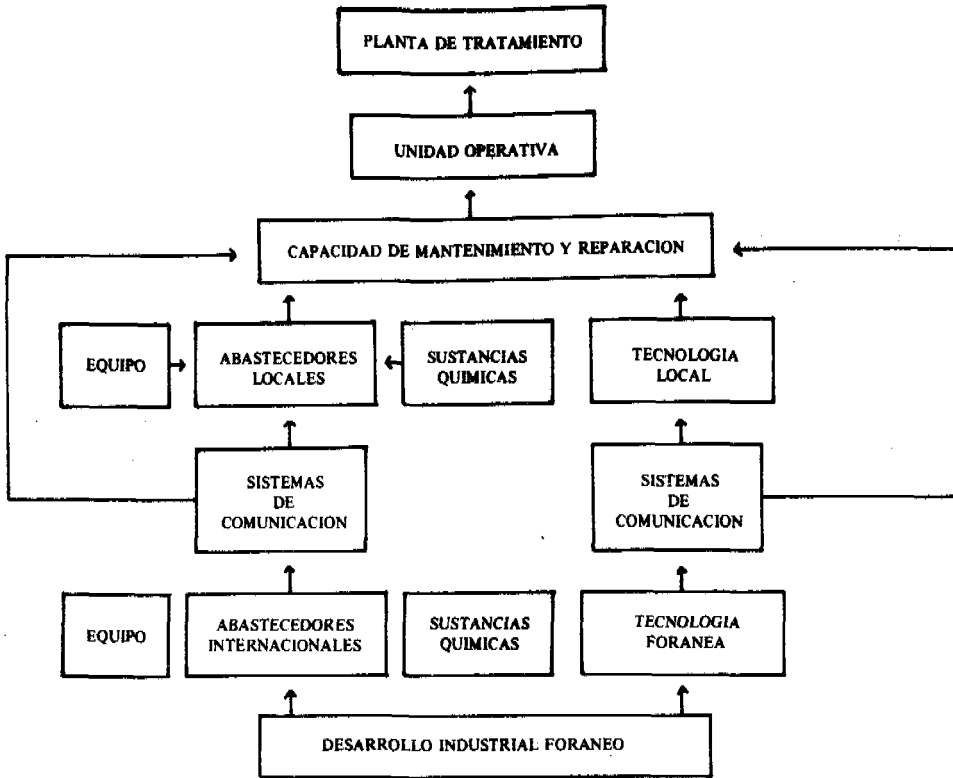 PLANTA DE TRATAMIENTO
UNIDAD OPERATIVA
CAPACIDAD DE MANTENIMIENTO Y REPARACION
EQUIPO
ABASTECEDORES
LOCALES
SUSTANCIAS
QUIMICAS
TECNOLOGIA
LOCAL
SISTEMAS
DE
COMUNICACION
SISTEMAS
DE
COMUNICACION
EQUIPO
ABASTECEDORES
INTERNACIONALES
SUSTANCIAS
QUIMICAS
TECNOLOGIA
FORANEA
DESARROLLO INDUSTRIAL FORANEO